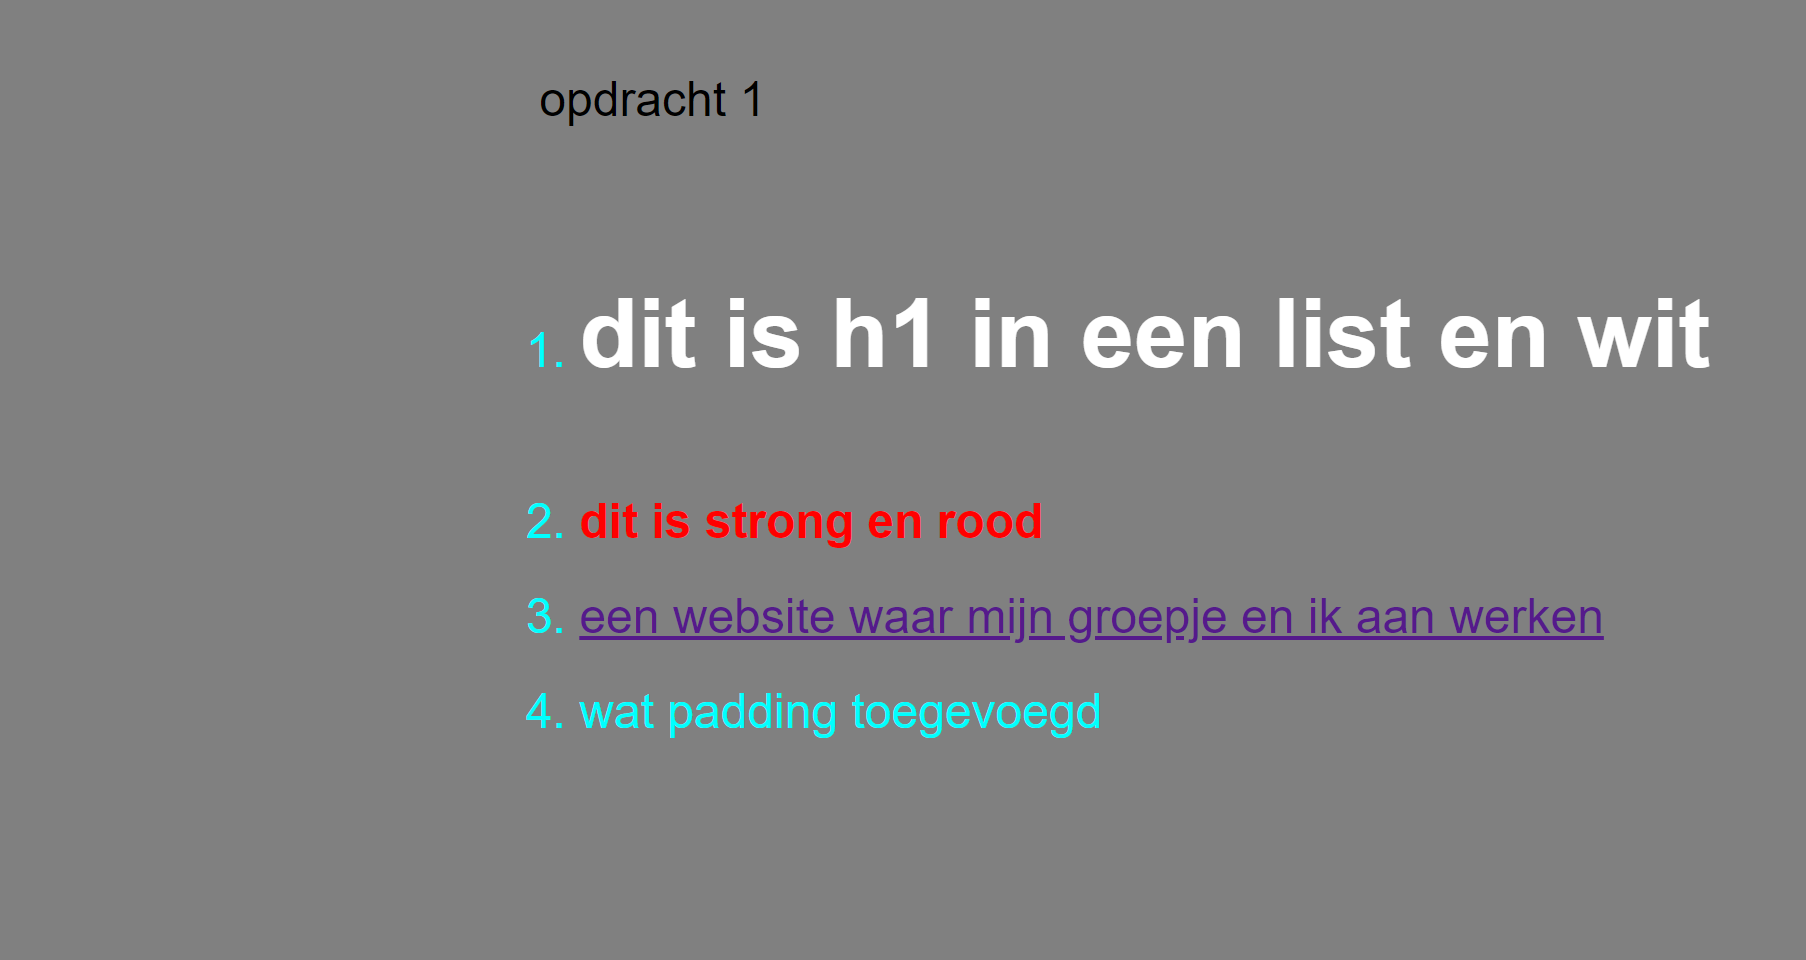 opdracht 1
1. dit is h1 in een list en wit
2. dit is strong en rood
3. een website waar mijn groepje en ik aan werken
4. wat padding toegevoegd